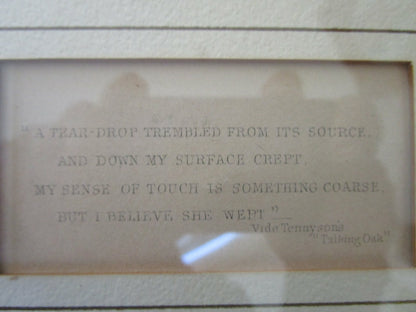 "A TEAR-DROP TREMBLED FROM ITS SOURCE,
AND DOWN MY SURFACE CREPT,
MY SENSE OF TOUCH IS SOMETHING COARSE,
BUT I BELIEVE SHE WEPT"
Vide Tennyson's
"Talking Oak"